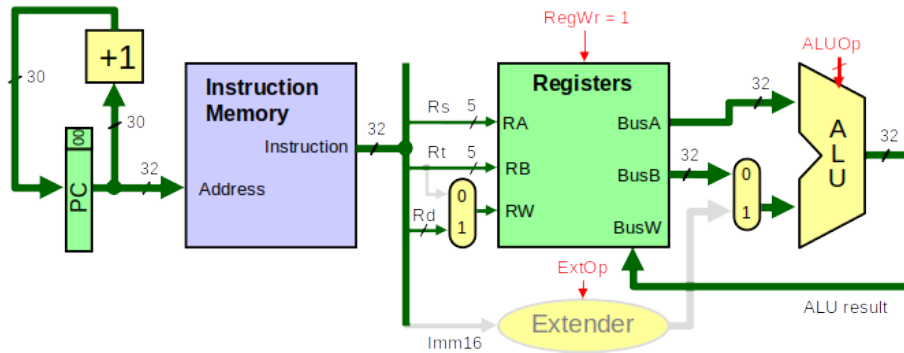 RegWr = 1
+1
30
30
00
PC
32
Instruction
Memory
Instruction
Address
32
Rs
5
Rt
5
Rd
0
1
Registers
RA
RB
RW
BusA
BusB
BusW
32
32
0
1
ALUOp
ALU
32
ExtOp
Extender
Imm16
ALU result